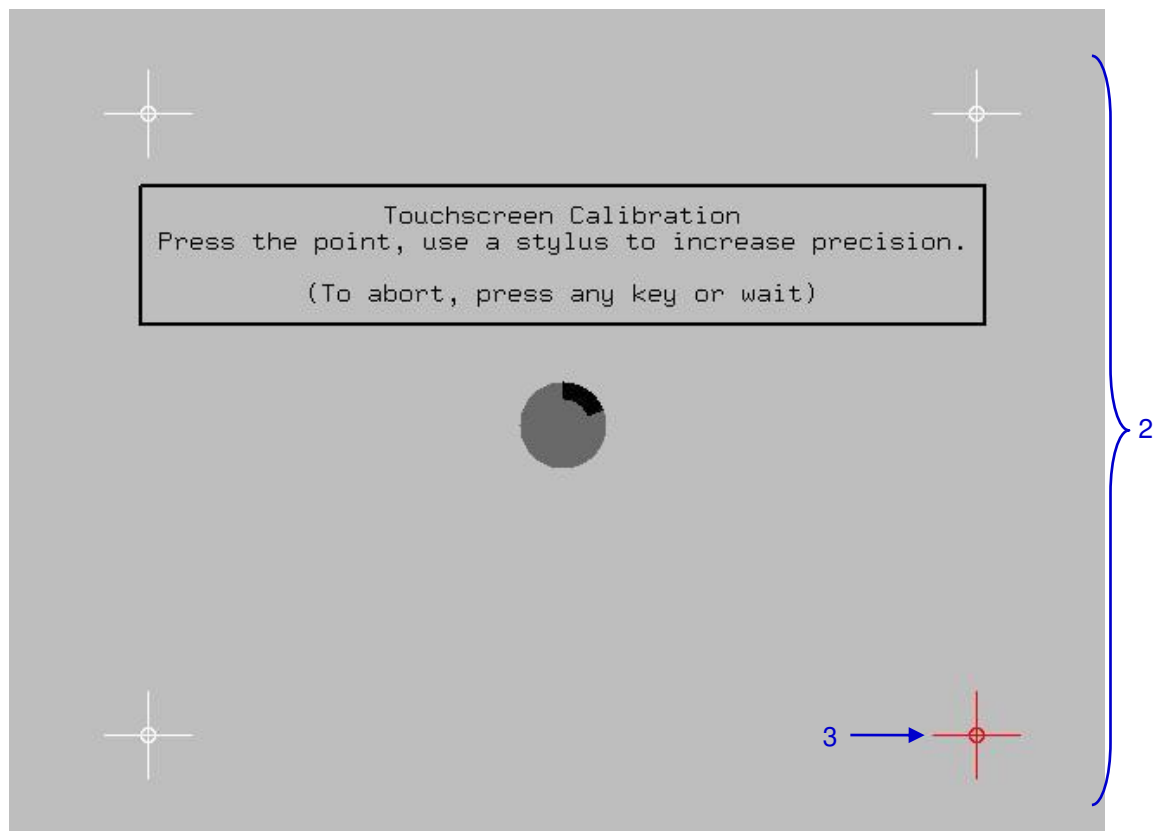 Touchscreen Calibration
Press the point, use a stylus to increase precision.
(To abort, press any key or wait)
2
3